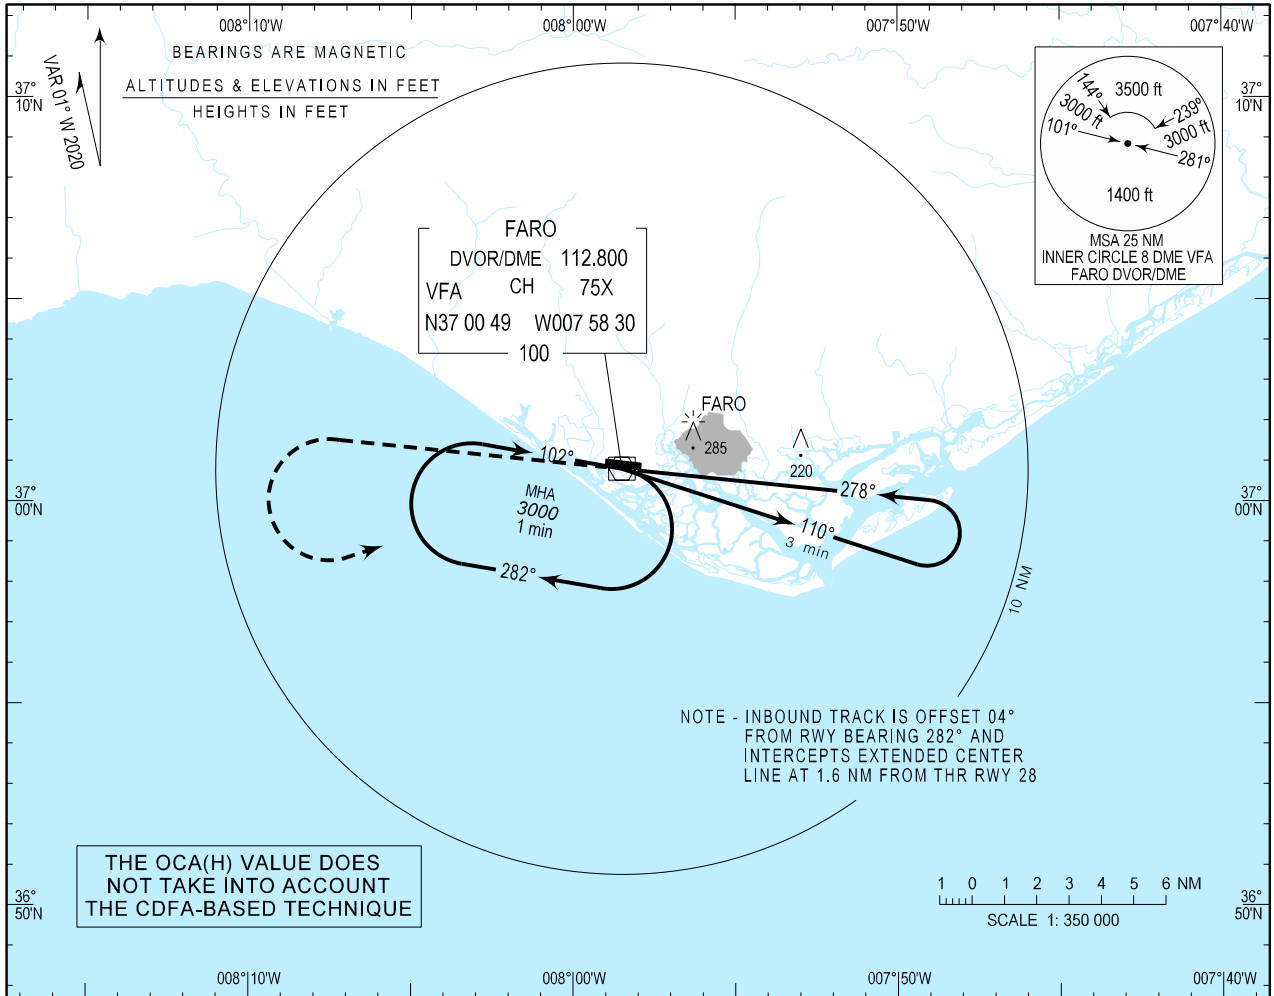 008°10'W 008°00'W 007°50'W 007°40'W
BEARINGS ARE MAGNETIC
ALTITUDES & ELEVATIONS IN FEET
HEIGHTS IN FEET
VAR 01° W 2020
37°
10'N
37°
10'N
3500 ft
144°
3000 ft
101°
239°
3000 ft
281°
1400 ft
MSA 25 NM
INNER CIRCLE 8 DME VFA
FARO DVOR/DME
FARO
DVOR/DME 112.800
VFA CH 75X
N37 00 49 W007 58 30
100
FARO
285
220
102°
MHA
3000
1 min
282°
278°
110°
3 min
37°
00'N
37°
00'N
10 NM
NOTE - INBOUND TRACK IS OFFSET 04°
FROM RWY BEARING 282° AND
INTERCEPTS EXTENDED CENTER
LINE AT 1.6 NM FROM THR RWY 28
THE OCA(H) VALUE DOES
NOT TAKE INTO ACCOUNT
THE CDFA-BASED TECHNIQUE
36°
50'N
36°
50'N
1 0 1 2 3 4 5 6 NM
SCALE 1: 350 000
008°10'W 008°00'W 007°50'W 007°40'W